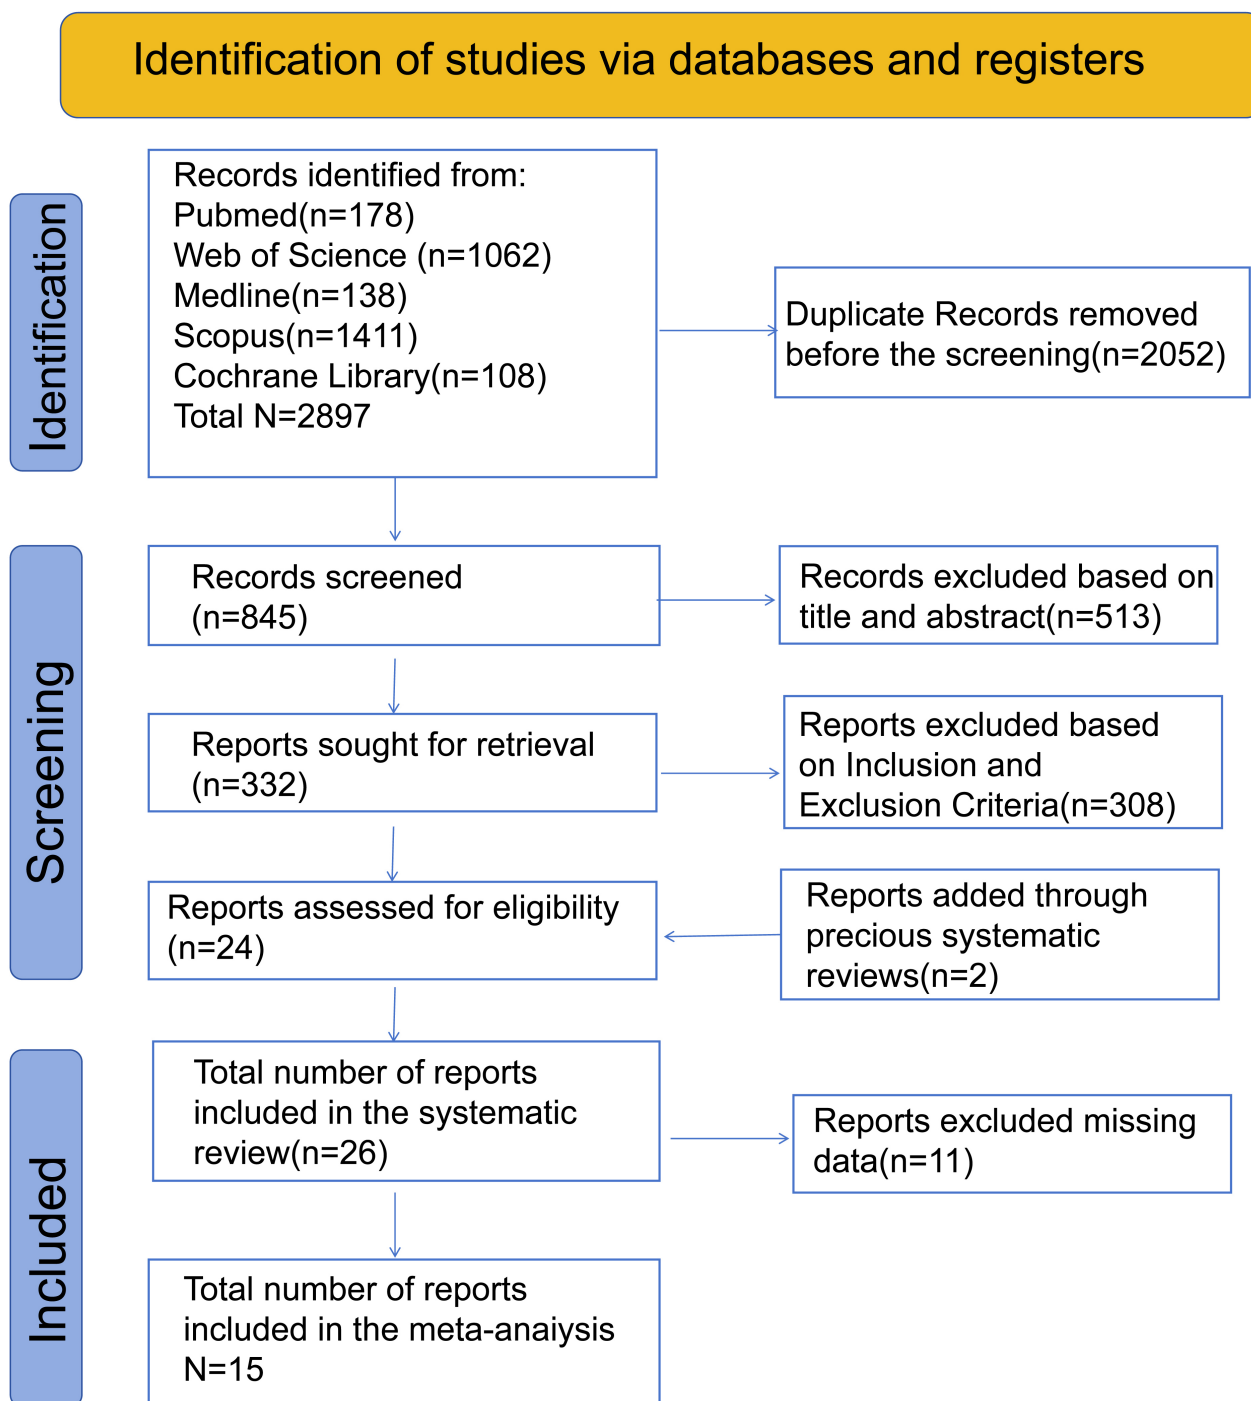 Identification of studies via databases and registers
Identification
Records identified from:
Pubmed(n=178)
Web of Science (n=1062)
Medline(n=138)
Scopus(n=1411)
Cochrane Library(n=108)
Total N=2897
Duplicate Records removed
before the screening(n=2052)
Screening
Records screened
(n=845)
Records excluded based on
title and abstract(n=513)
Reports sought for retrieval
(n=332)
Reports excluded based
on Inclusion and
Exclusion Criteria(n=308)
Reports assessed for eligibility
(n=24)
Reports added through
precious systematic
reviews(n=2)
Included
Total number of reports
included in the systematic
review(n=26)
Reports excluded missing
data(n=11)
Total number of reports
included in the meta-anaiysis
N=15